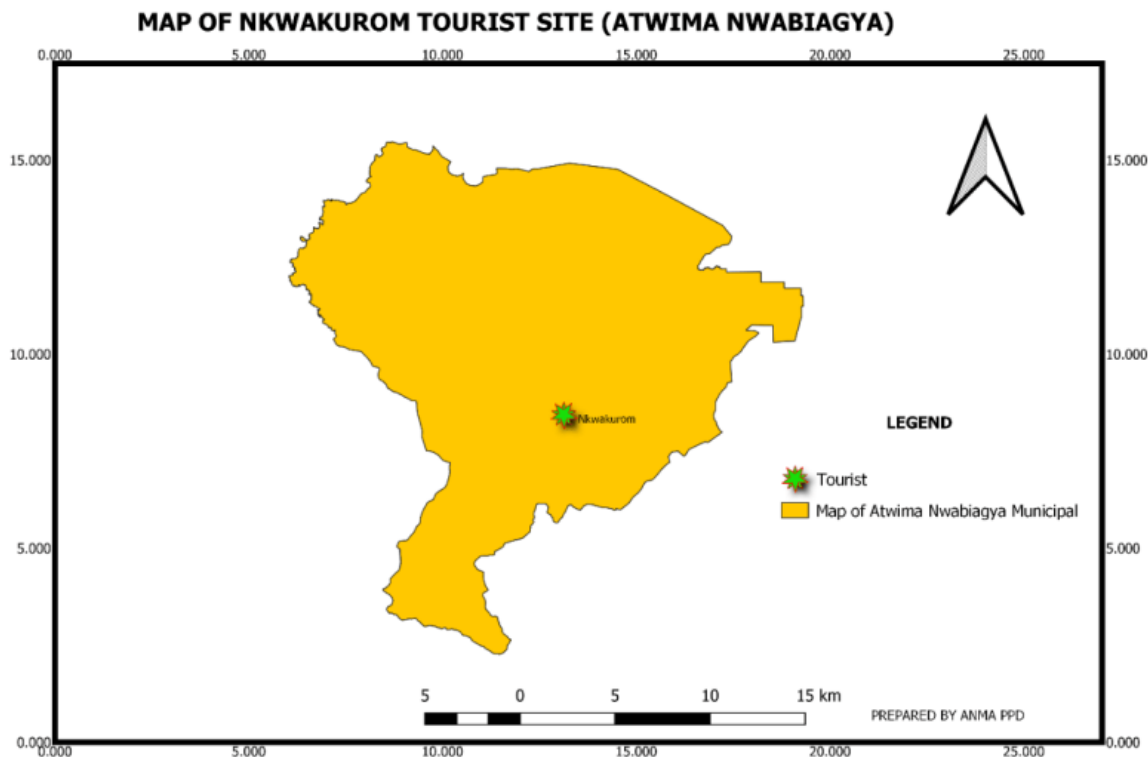 MAP OF NKWAKUROM TOURIST SITE (ATWIMA NWABIAGYA)
0.000 5.000 10.000 15.000 20.000 25.000
15.000 15.000
10.000 10.000
Nkwakurom
LEGEND
Tourist
Map of Atwima Nwabiagya Municipal
5.000 5.000
5 0 5 10 15 km
PREPARED BY ANMA PPD
0.000 0.000
0.000 5.000 10.000 15.000 20.000 25.000